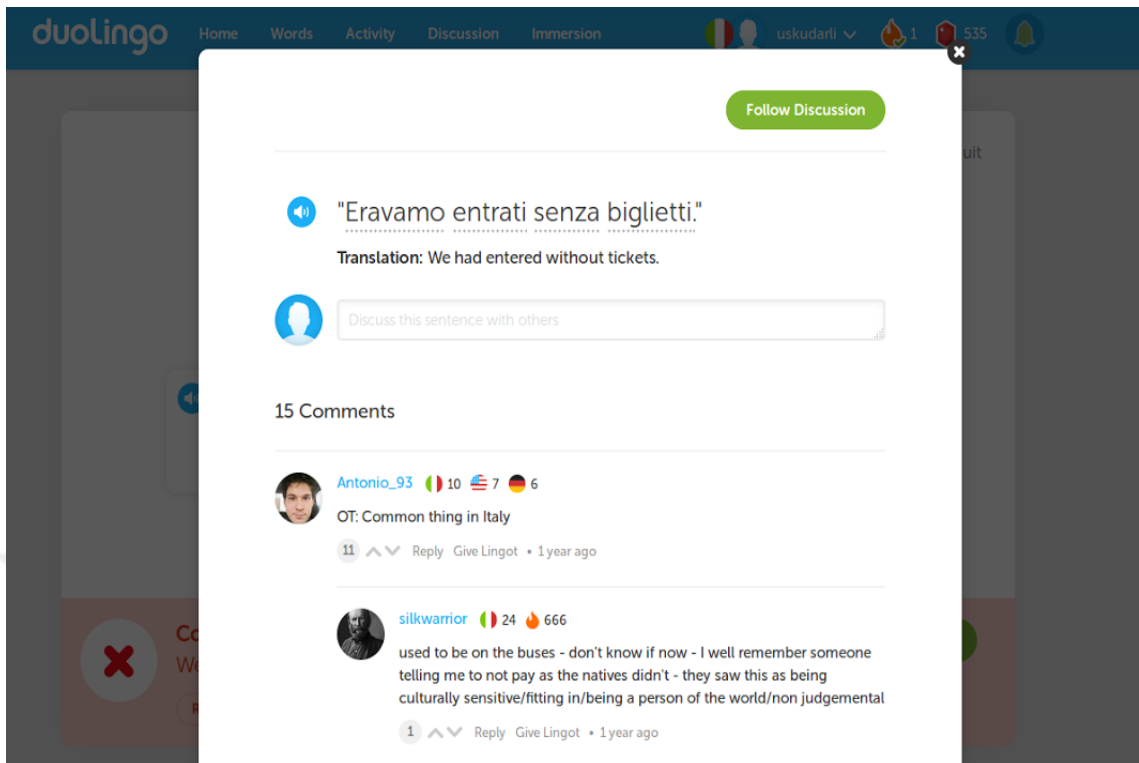 duolingo Home Words Activity Discussion Immersion uskudarli 1 535
Follow Discussion
uit
"Eravamo entrati senza biglietti."
Translation: We had entered without tickets.
Discuss this sentence with others
15 Comments
Antonio_93 10 7 6
OT: Common thing in Italy
11 Reply Give Lingot • 1 year ago
silkwarrior 24 666
used to be on the buses - don't know if now - I well remember someone
telling me to not pay as the natives didn't - they saw this as being
culturally sensitive/fitting in/being a person of the world/non judgemental
1 Reply Give Lingot • 1 year ago
Co
Wo
R